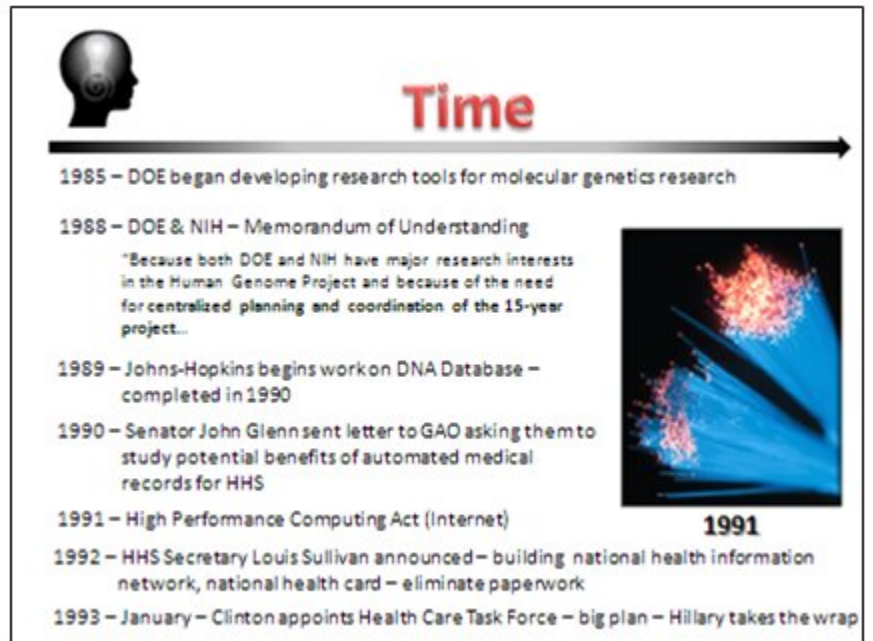 Time
1985 – DOE began developing research tools for molecular genetics research
1988 – DOE & NIH – Memorandum of Understanding
"Because both DOE and NIH have major research interests
in the Human Genome Project and because of the need
for centralized planning and coordination of the 15-year
project...
1989 – Johns-Hopkins begins work on DNA Database –
completed in 1990
1990 – Senator John Glenn sent letter to GAO asking them to
study potential benefits of automated medical
records for HHS
1991 – High Performance Computing Act (Internet)
1991
1992 – HHS Secretary Louis Sullivan announced – building national health information
network, national health card – eliminate paperwork
1993 – January – Clinton appoints Health Care Task Force – big plan – Hillary takes the wrap